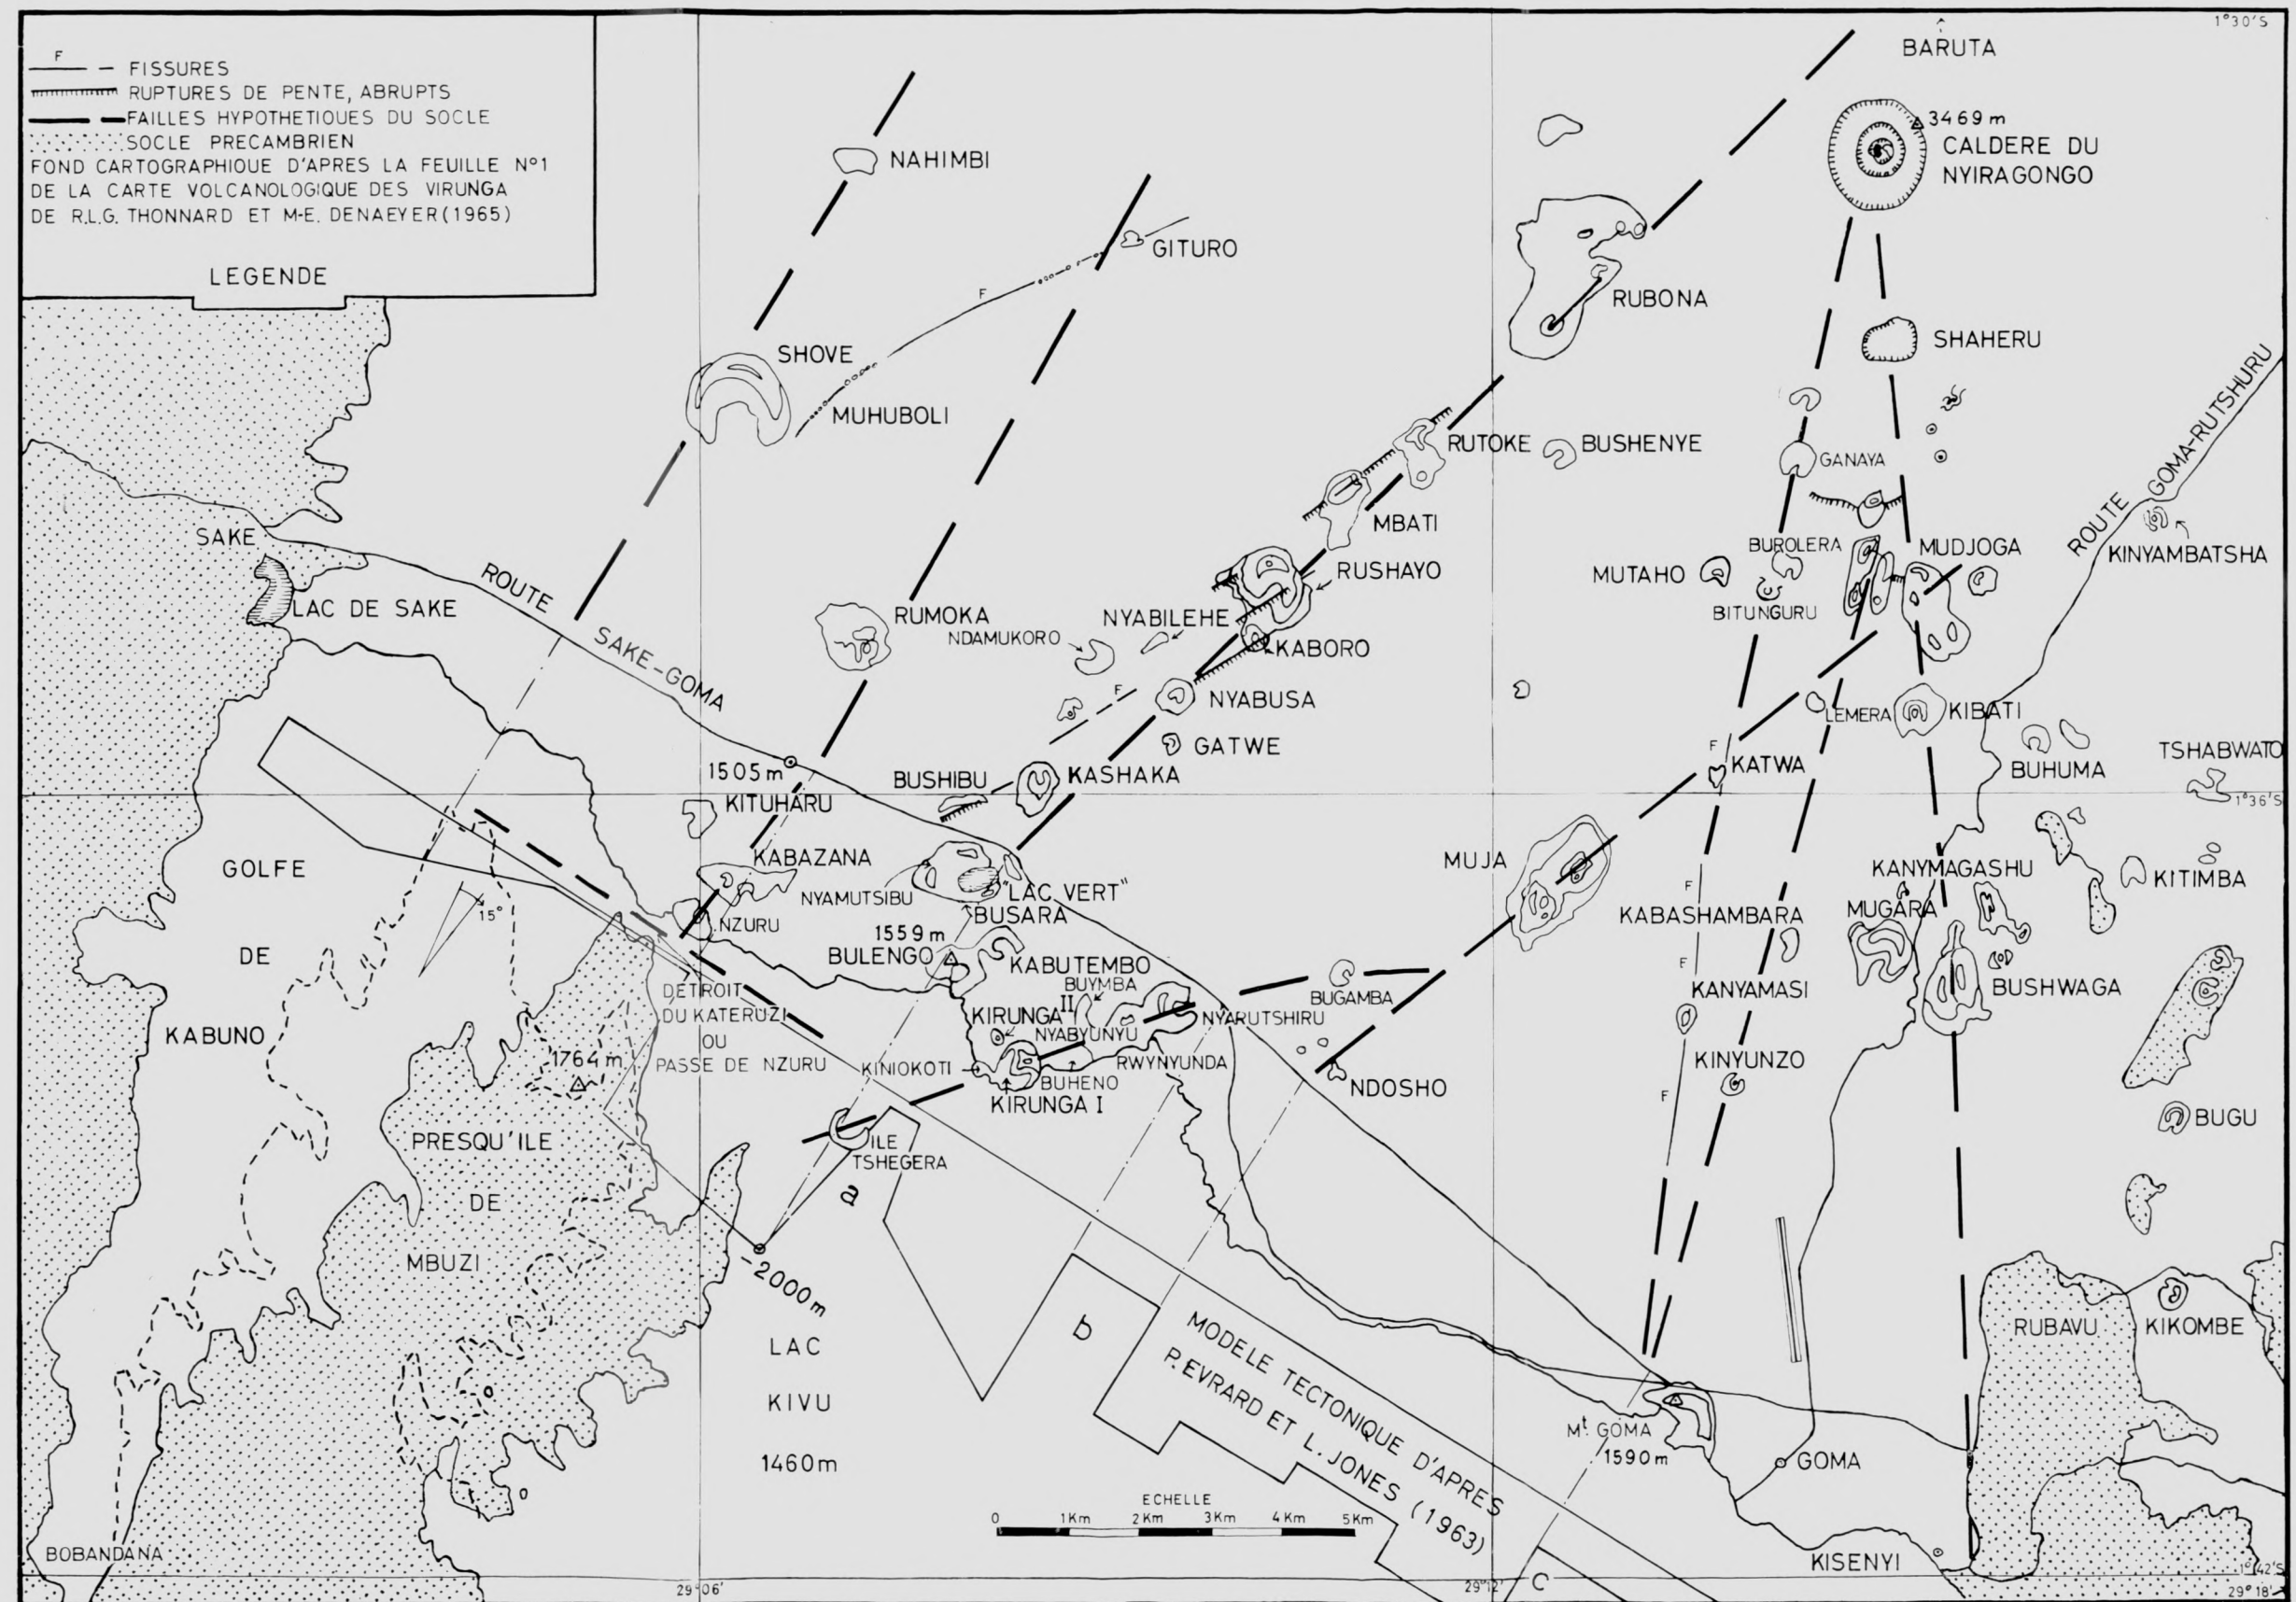 F
FISSURES
RUPTURES DE PENTE, ABRUPTS
FAILLES HYPOTHETIQUES DU SOCLE
SOCLE PRECAMBRIEN
FOND CARTOGRAPHIQUE D'APRES LA FEUILLE N°1
DE LA CARTE VOLCANOLOGIQUE DES VIRUNGA
DE R.L.G. THONNARD ET M-E. DENAEYER (1965)
LEGENDE
1°30'S
BARUTA
3469 m
CALDERE DU
NYIRAGONGO
NAHIMBI
GITURO
F
RUBONA
SHAHERU
SHOVE
MUHUBOLI
RUTOKE
BUSHENYE
GANAYA
ROUTE GOMA-RUTSHURU
MBATI
KINYAMBATSHA
SAKE
ROUTE SAKE-GOMA
LAC DE SAKE
RUSHAYO
MUTAHO
BUROLERA
MUDJOGA
BITUNGURU
RUMOKA
NDAMUKORO
NYABILEHE
KABORO
F
NYABUSA
LEMERA
KIBATI
GATWE
F
KATWA
BUHUMA
TSHABWATO
1505 m
BUSHIBU
KASHAKA
1°36'S
KITUHARU
GOLFE
DE
KABUNO
KABAZANA
NYAMUTSIBU
"LAC VERT"
BUSARA
MUJA
F
KANYMAGASHU
KITIMBA
15°
NZURU
1559 m
BULENGO
KABUTEMBO
KABASHAMBARA
MUGARA
DETROIT
DU KATERUZI
OU
PASSE DE NZURU
BUYMBA
KIRUNGA II
NYABYUNYU
NYARUTSHIRU
BUGAMBA
F
KANYAMASI
BUSHWAGA
1764 m
KINIOKOTI
BUHENO
RWYNYUNDA
KIRUNGA I
NDOSHO
KINYUNZO
F
BUGU
PRESQU'ILE
DE
MBUZI
ILE
TSHEGERA
a
-2000m
LAC
KIVU
1460m
b
MODELE TECTONIQUE D'APRES
P. EVRARD ET L. JONES (1963)
RUBAVU
KIKOMBE
Mt. GOMA
1590 m
GOMA
ECHELLE
0 1Km 2Km 3Km 4Km 5Km
BOBANDANA
KISENYI
C
29°06'
29°12'
1°42'S
29°18'